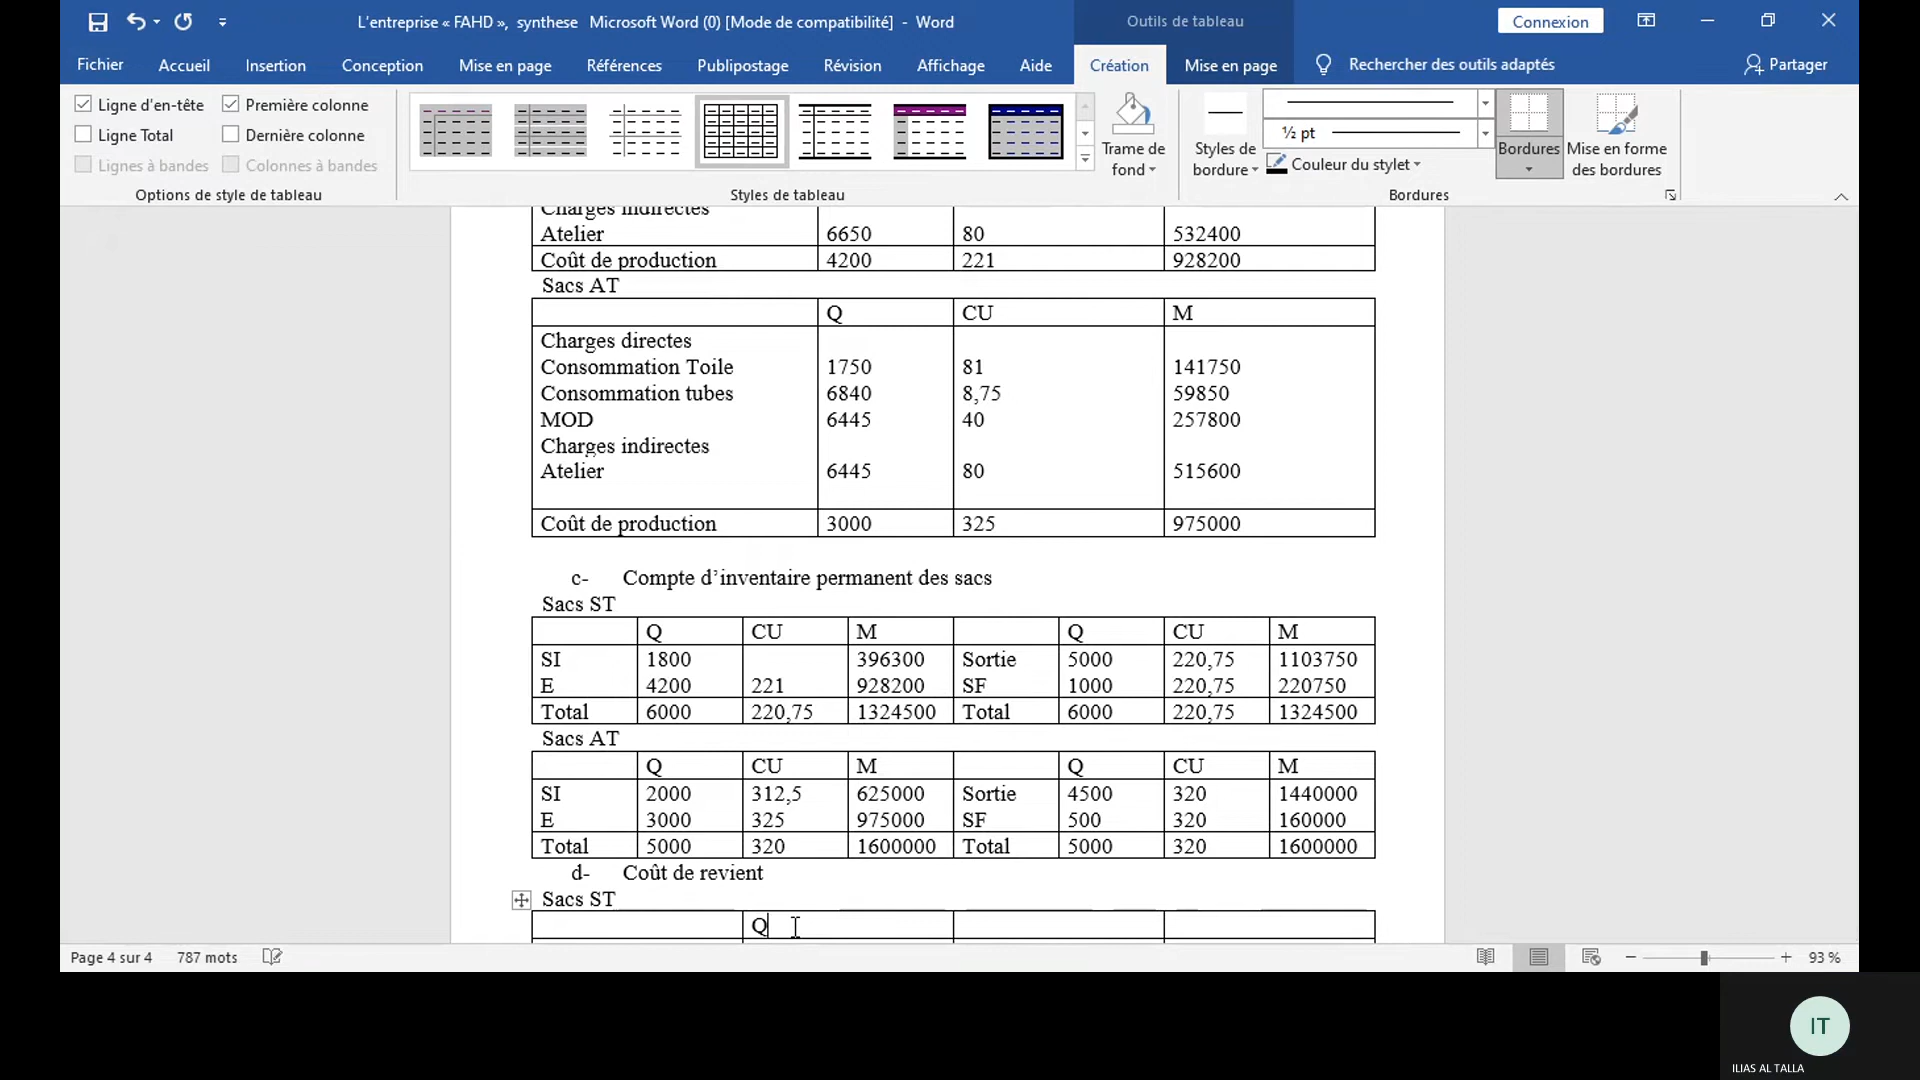 L'entreprise « FAHD », synthese Microsoft Word (0) [Mode de compatibilité] - Word
Outils de tableau
Connexion
Fichier Accueil Insertion Conception Mise en page Références Publipostage Révision Affichage Aide Création Mise en page Rechercher des outils adaptés Partager
Ligne d'en-tête Première colonne
Ligne Total Dernière colonne
Lignes à bandes Colonnes à bandes
Options de style de tableau
Styles de tableau
Trame de fond
Styles de bordure
½ pt
Couleur du stylet
Bordures
Mise en forme des bordures
Bordures
Charges indirectes
Atelier 6650 80 532400
Coût de production 4200 221 928200
Sacs AT
Q CU M
Charges directes
Consommation Toile 1750 81 141750
Consommation tubes 6840 8,75 59850
MOD 6445 40 257800
Charges indirectes
Atelier 6445 80 515600
Coût de production 3000 325 975000
c- Compte d’inventaire permanent des sacs
Sacs ST
Q CU M Q CU M
SI 1800 396300 Sortie 5000 220,75 1103750
E 4200 221 928200 SF 1000 220,75 220750
Total 6000 220,75 1324500 Total 6000 220,75 1324500
Sacs AT
Q CU M Q CU M
SI 2000 312,5 625000 Sortie 4500 320 1440000
E 3000 325 975000 SF 500 320 160000
Total 5000 320 1600000 Total 5000 320 1600000
d- Coût de revient
Sacs ST
Q
Page 4 sur 4 787 mots 93 %
IT
ILIAS AL TALLA